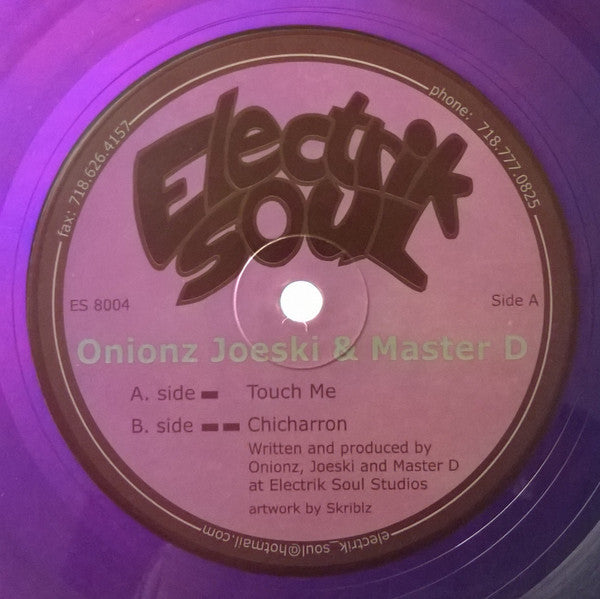 Electrik
Soul
fax: 718.626.4157
phone: 718.777.0825
ES 8004
Side A
Onionz Joeski & Master D
A. side Touch Me
B. side Chicharron
Written and produced by
Onionz, Joeski and Master D
at Electrik Soul Studios
artwork by Skriblz
electrik_soul@hotmail.com